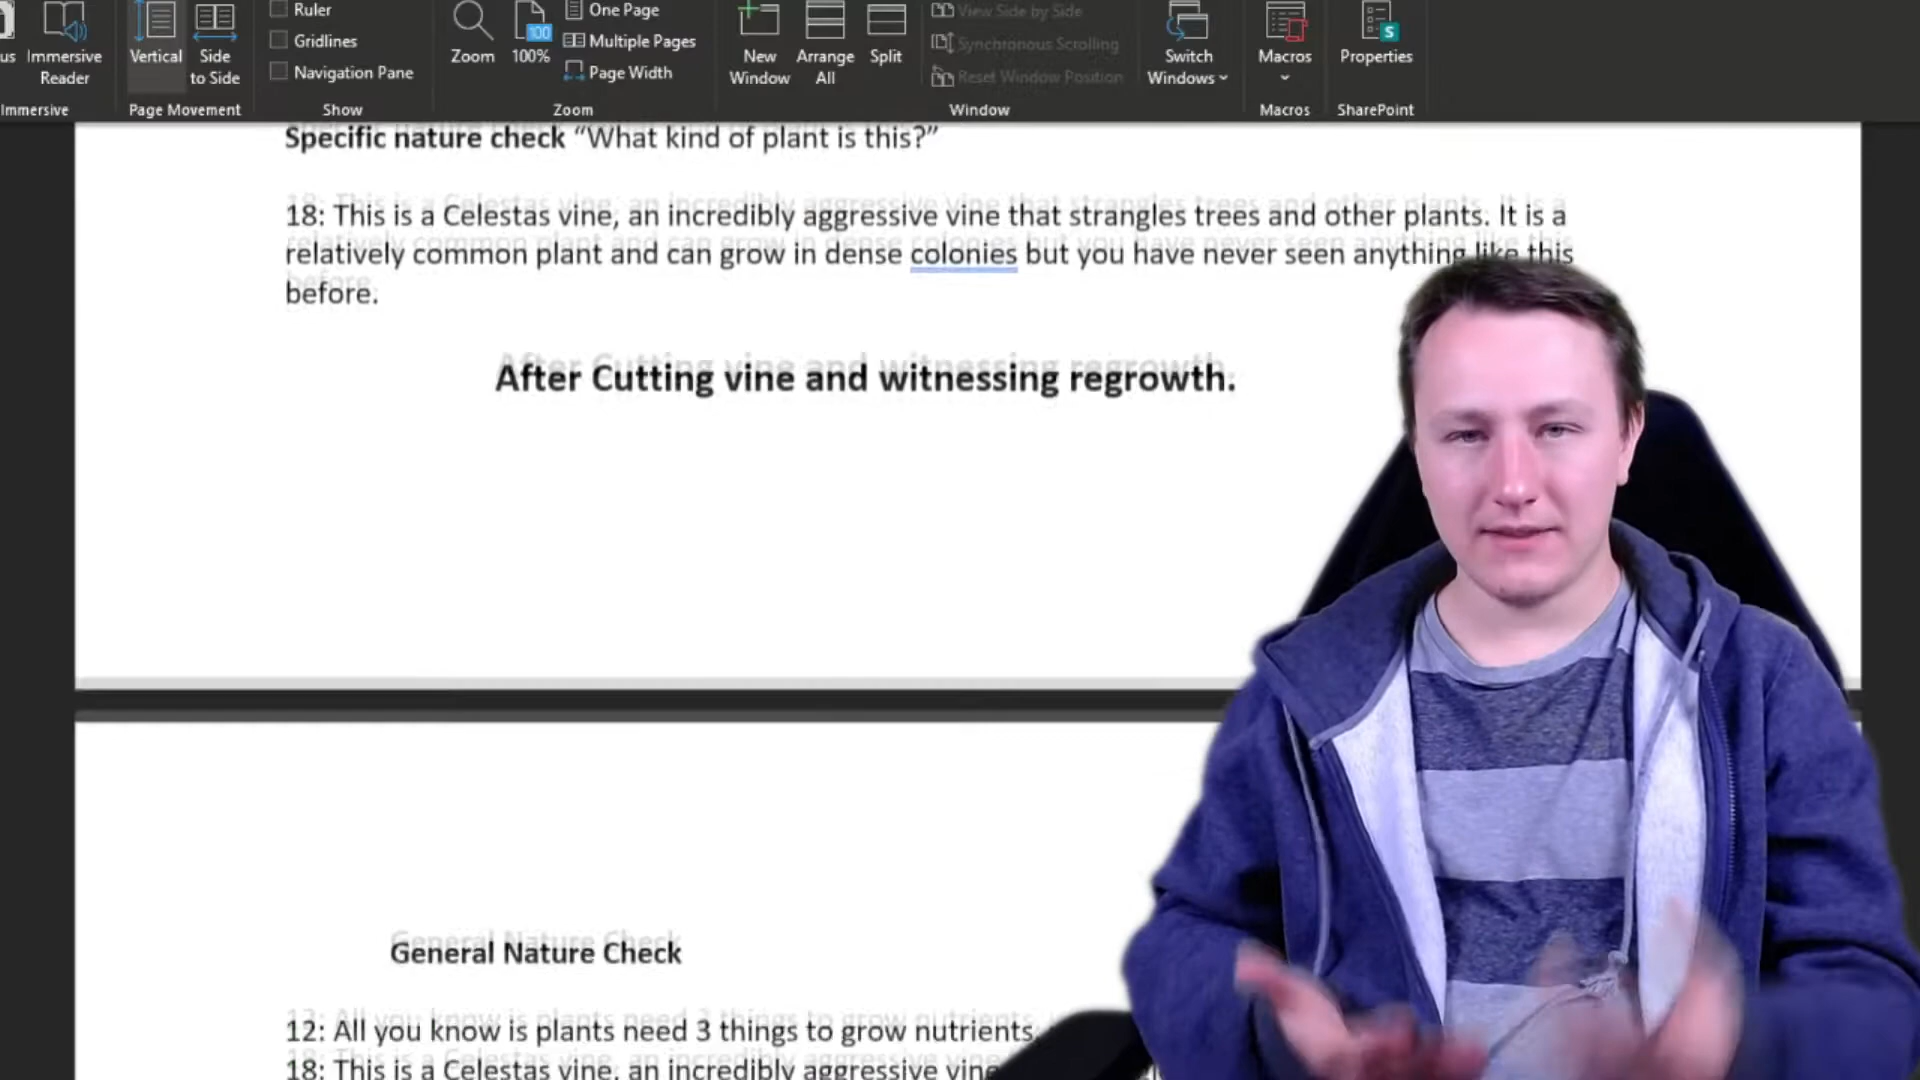 us
Immersive
Reader
Immersive
Vertical
Side
to Side
Page Movement
Ruler
Gridlines
Navigation Pane
Show
Zoom
100
100%
One Page
Multiple Pages
Page Width
Zoom
New
Window
Arrange
All
Split
View Side by Side
Synchronous Scrolling
Reset Window Position
Window
Switch
Windows
Macros
Macros
S
Properties
SharePoint
Specific nature check “What kind of plant is this?”
18: This is a Celestas vine, an incredibly aggressive vine that strangles trees and other plants. It is a
relatively common plant and can grow in dense colonies but you have never seen anything like this
before.
After Cutting vine and witnessing regrowth.
General Nature Check
12: All you know is plants need 3 things to grow nutrients,
18: This is a Celestas vine, an incredibly aggressive vine